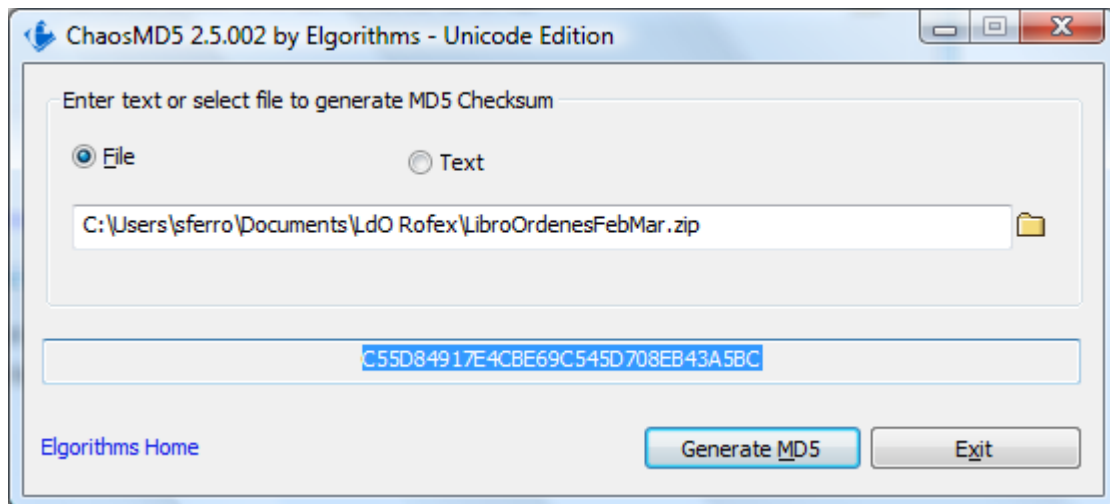 ChaosMD5 2.5.002 by Elgorithms - Unicode Edition
Enter text or select file to generate MD5 Checksum
File Text
C:\Users\sferro\Documents\LdO Rofex\LibroOrdenesFebMar.zip
C55D84917E4CBE69C545D708EB43A5BC
Elgorithms Home Generate MD5 Exit